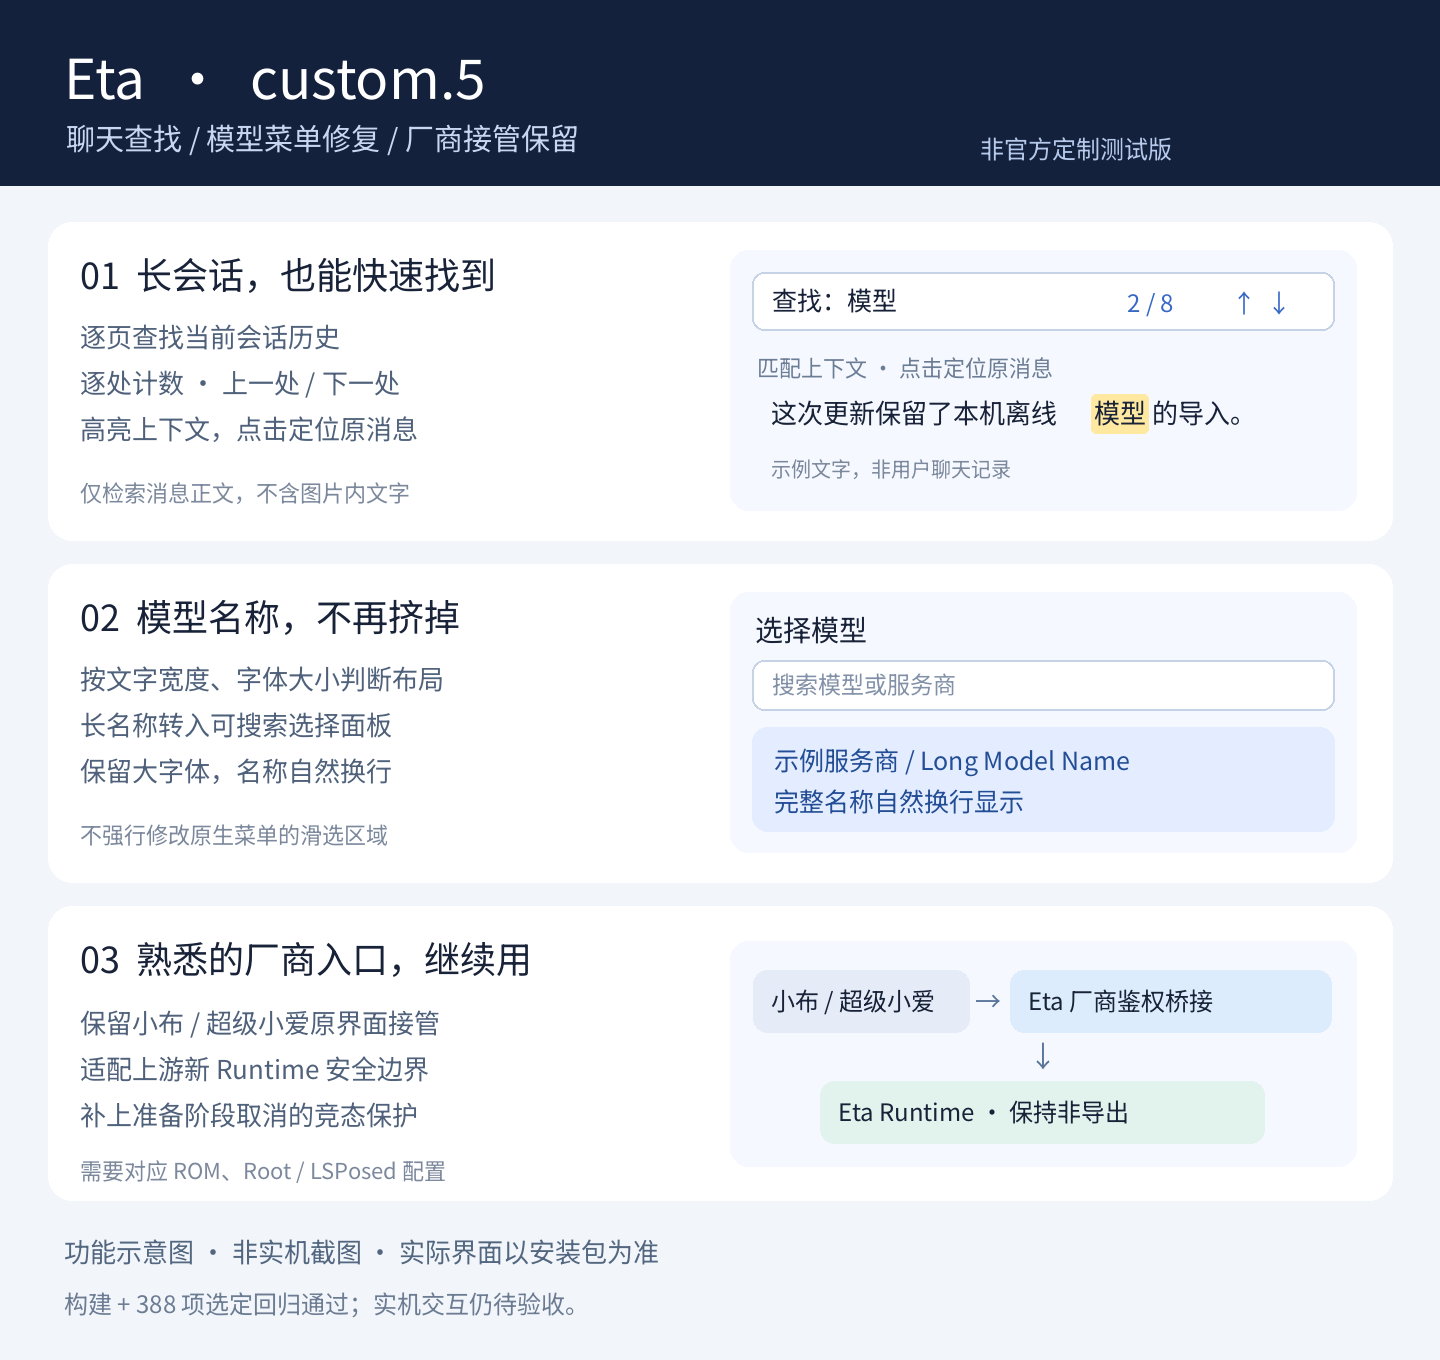 Eta · custom.5
聊天查找 / 模型菜单修复 / 厂商接管保留
非官方定制测试版
01 长会话，也能快速找到
逐页查找当前会话历史
逐处计数 · 上一处 / 下一处
高亮上下文，点击定位原消息
仅检索消息正文，不含图片内文字
查找：模型 2 / 8 ↑ ↓
匹配上下文 · 点击定位原消息
这次更新保留了本机离线 模型的导入。
示例文字，非用户聊天记录
02 模型名称，不再挤掉
按文字宽度、字体大小判断布局
长名称转入可搜索选择面板
保留大字体，名称自然换行
不强行修改原生菜单的滑选区域
选择模型
搜索模型或服务商
示例服务商 / Long Model Name
完整名称自然换行显示
03 熟悉的厂商入口，继续用
保留小布 / 超级小爱原界面接管
适配上游新 Runtime 安全边界
补上准备阶段取消的竞态保护
需要对应 ROM、Root / LSPosed 配置
小布 / 超级小爱 → Eta 厂商鉴权桥接
↓
Eta Runtime · 保持非导出
功能示意图 · 非实机截图 · 实际界面以安装包为准
构建 + 388 项选定回归通过；实机交互仍待验收。